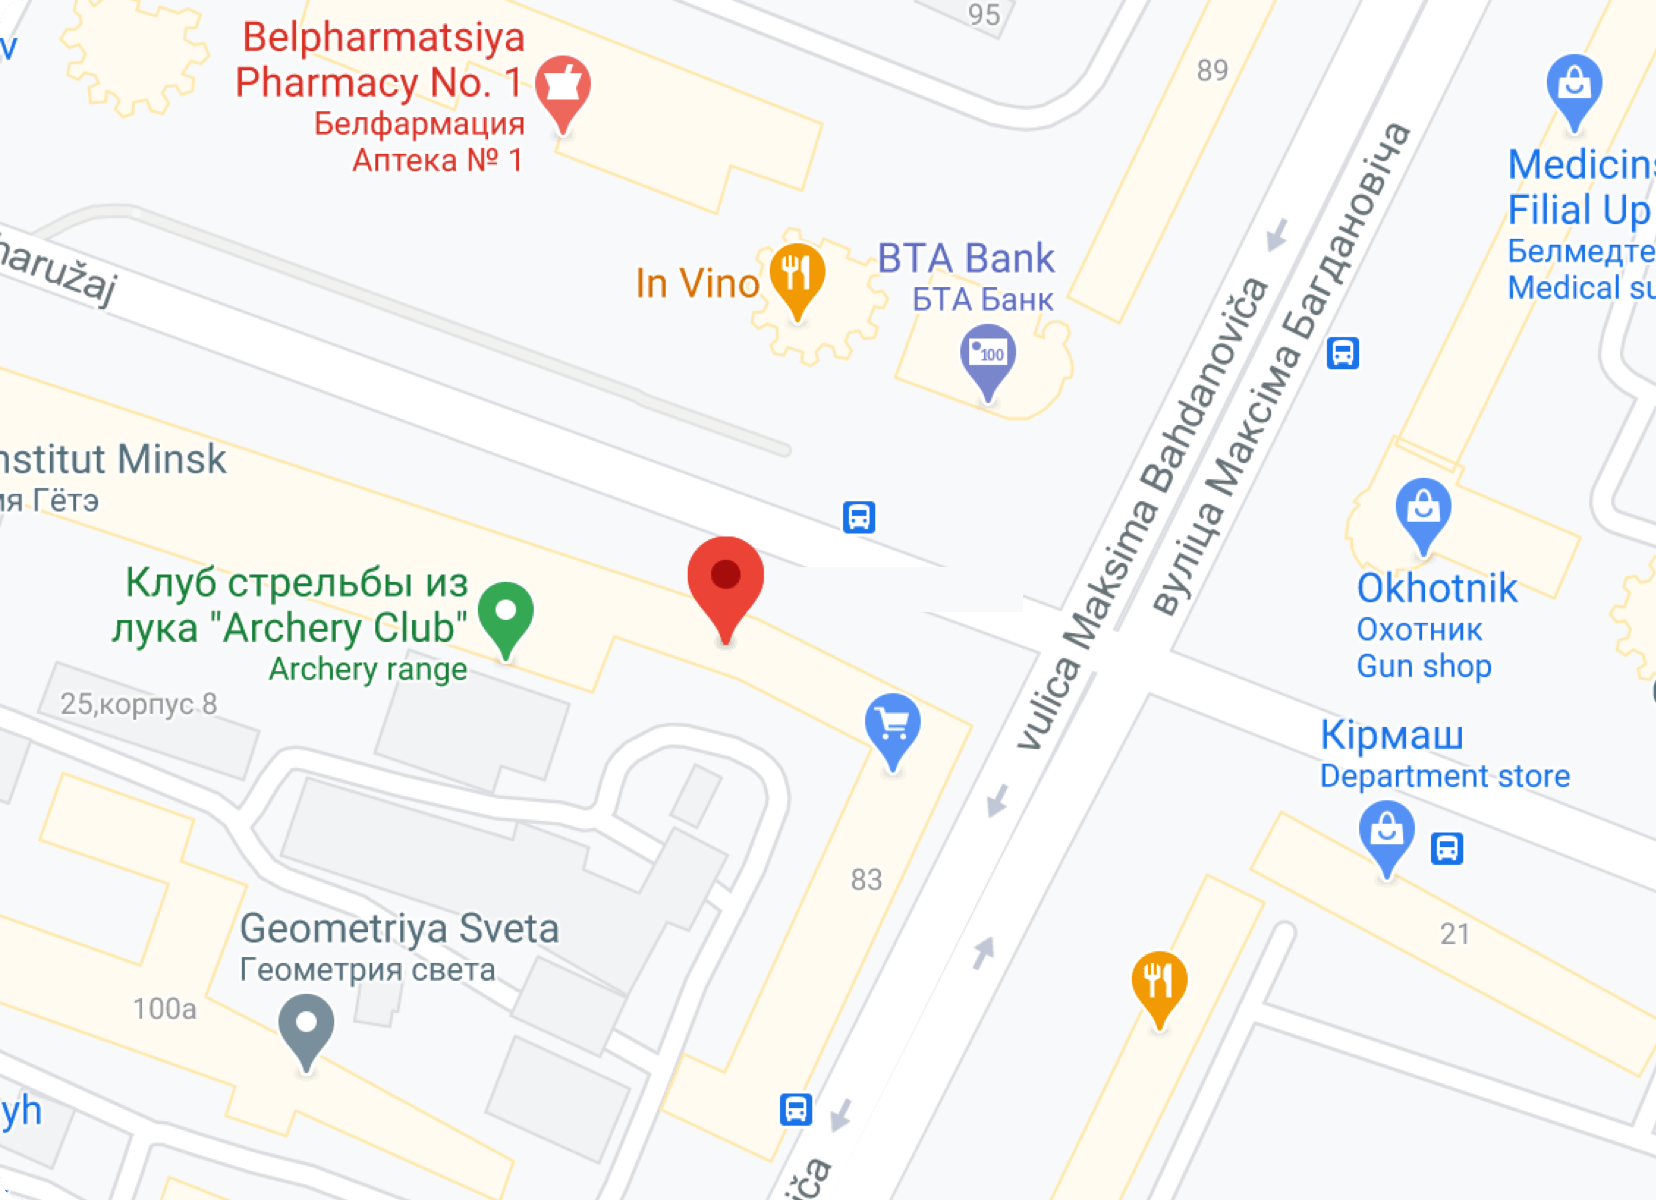 95
Belpharmatsiya
Pharmacy No. 1
Белфармация
Аптека № 1
89
Medicins
Filial Up
Белмедте
Medical su
haružaj
In Vino
BTA Bank
БТА Банк
100
vulica Maksima Bahdanoviča
вуліца Максіма Багдановіча
nstitut Minsk
ия Гётэ
Клуб стрельбы из
лука "Archery Club"
Archery range
Okhotnik
Охотник
Gun shop
25,корпус 8
Кірмаш
Department store
83
21
Geometriya Sveta
Геометрия света
100а
yh
iča